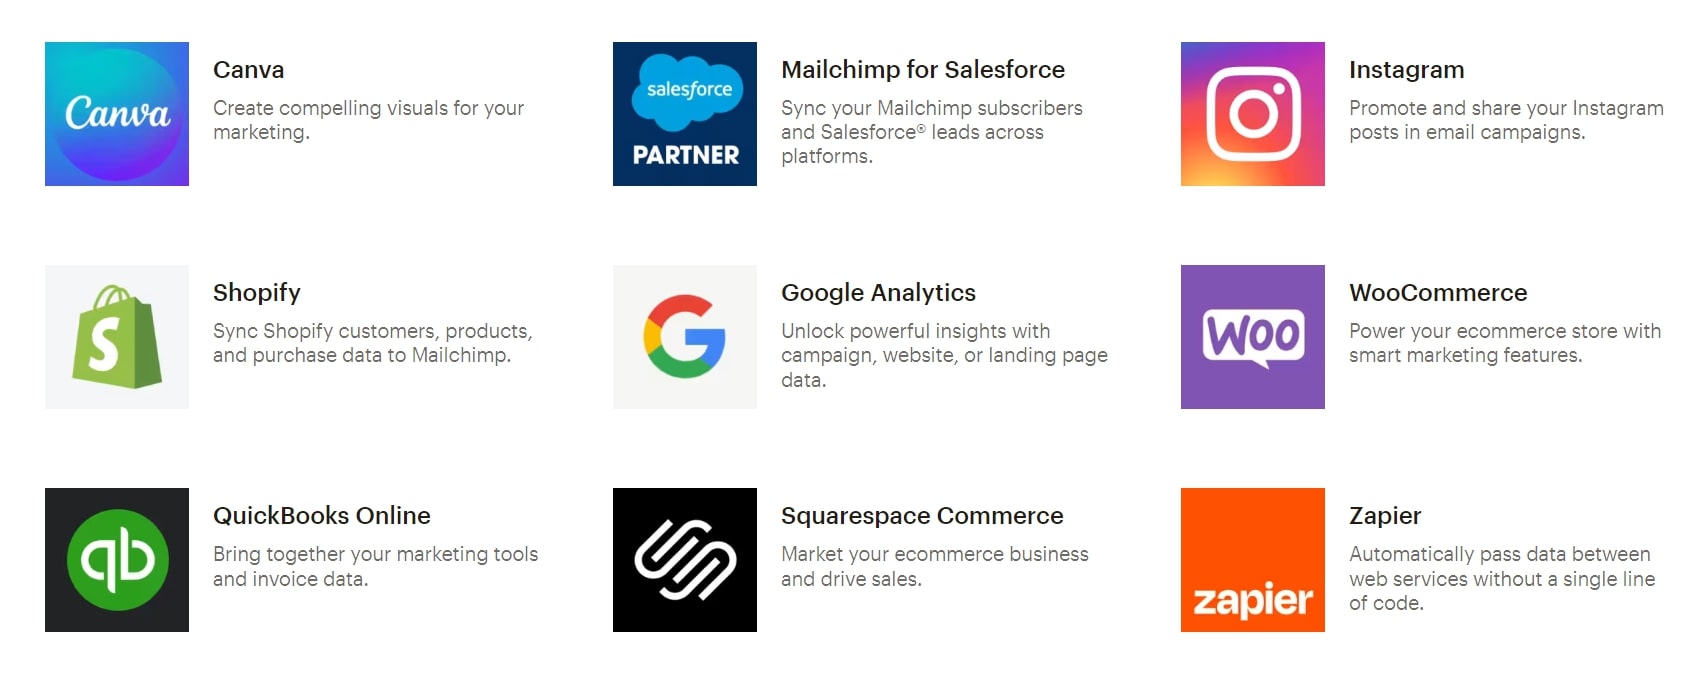 Canva
Canva
Create compelling visuals for your
marketing.
salesforce
PARTNER
Mailchimp for Salesforce
Sync your Mailchimp subscribers
and Salesforce® leads across
platforms.
Instagram
Promote and share your Instagram
posts in email campaigns.
S
Shopify
Sync Shopify customers, products,
and purchase data to Mailchimp.
G
Google Analytics
Unlock powerful insights with
campaign, website, or landing page
data.
Woo
WooCommerce
Power your ecommerce store with
smart marketing features.
qb
QuickBooks Online
Bring together your marketing tools
and invoice data.
Squarespace Commerce
Market your ecommerce business
and drive sales.
zapier
Zapier
Automatically pass data between
web services without a single line
of code.